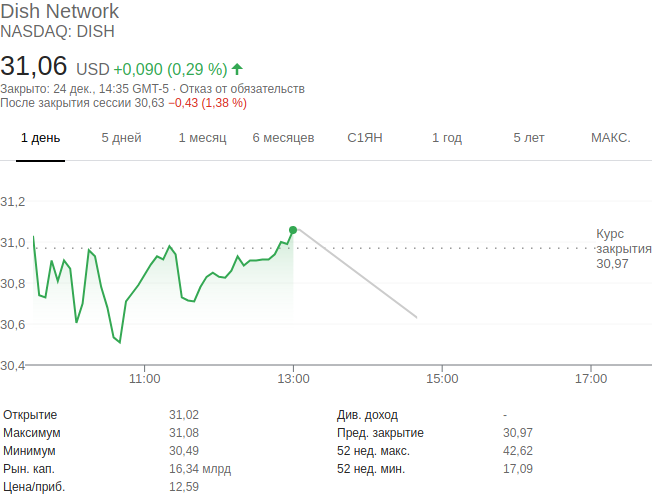 Dish Network
NASDAQ: DISH
31,06 USD +0,090 (0,29 %)
Закрыто: 24 дек., 14:35 GMT-5 · Отказ от обязательств
После закрытия сессии 30,63 −0,43 (1,38 %)
1 день 5 дней 1 месяц 6 месяцев С1ЯН 1 год 5 лет МАКС.
31,2
31,0
30,8
30,6
30,4
Курс
закрытия
30,97
11:00 13:00 15:00 17:00
Открытие 31,02 Див. доход -
Максимум 31,08 Пред. закрытие 30,97
Минимум 30,49 52 нед. макс. 42,62
Рын. кап. 16,34 млрд 52 нед. мин. 17,09
Цена/приб. 12,59